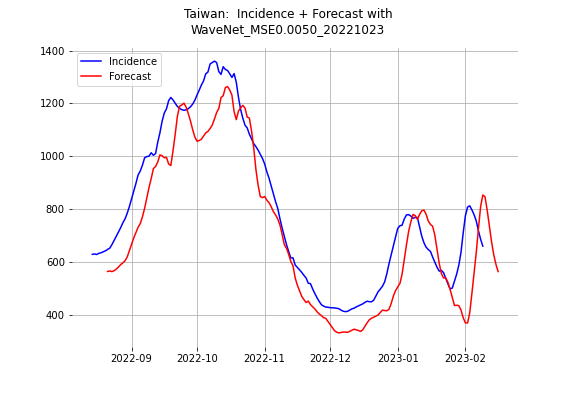 Taiwan:  Incidence + Forecast with
WaveNet_MSE0.0050_20221023
Incidence
Forecast
1400
1200
1000
800
600
400
2022-09 2022-10 2022-11 2022-12 2023-01 2023-02